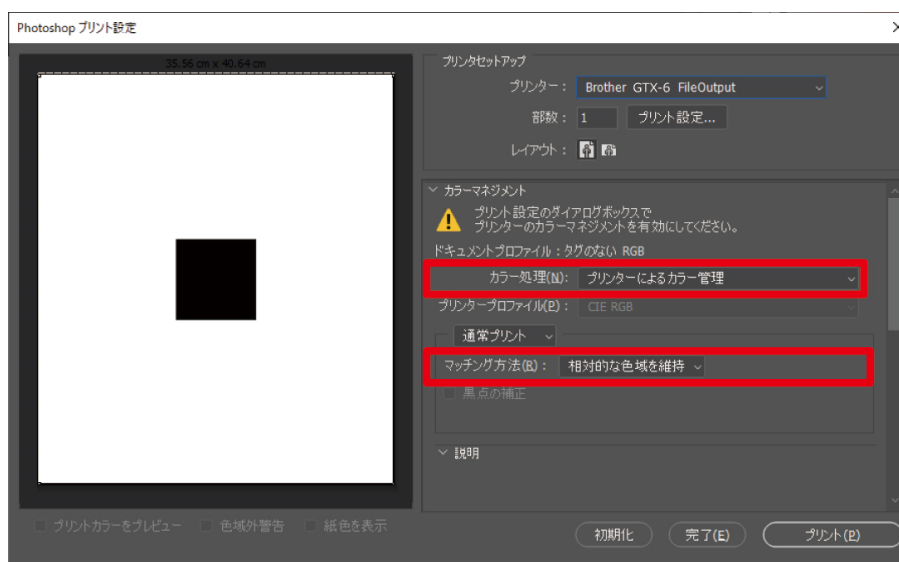 Photoshop プリント設定
35.56 cm x 40.64 cm
プリンタセットアップ
プリンター： Brother GTX-6 FileOutput
部数： 1 プリント設定...
レイアウト：
カラーマネジメント
プリント設定のダイアログボックスで
プリンターのカラーマネジメントを有効にしてください。
ドキュメントプロファイル：タグのない RGB
カラー処理(N): プリンターによるカラー管理
プリンタープロファイル(P)： CIE RGB
通常プリント
マッチング方法(R)： 相対的な色域を維持
黒点の補正
説明
プリントカラーをプレビュー 色域外警告 紙色を表示
初期化 完了(E) プリント(P)